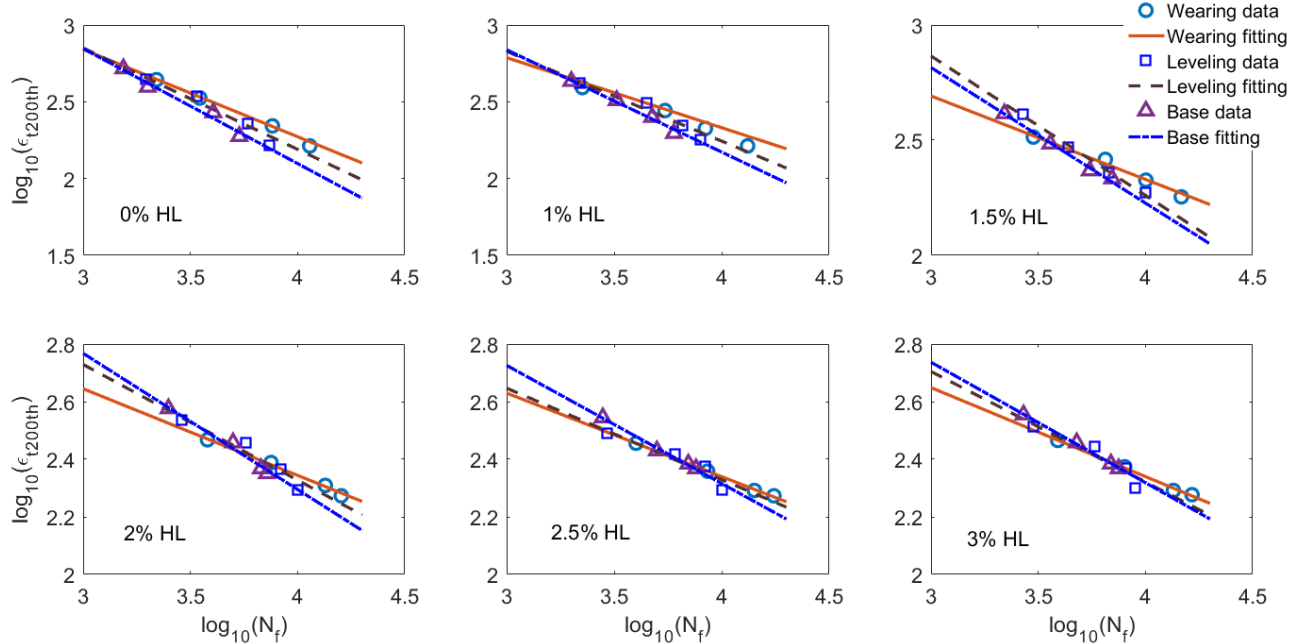 3
2.5
2
1.5
log10(ϵt200th)
0% HL
3
3.5
4
4.5
3
2.5
2
1.5
1% HL
3
3.5
4
4.5
3
2.5
2
1.5% HL
3
3.5
4
4.5
Wearing data
Wearing fitting
Leveling data
Leveling fitting
Base data
Base fitting
2.8
2.6
2.4
2.2
2
log10(ϵt200th)
2% HL
3
3.5
4
4.5
log10(Nf)
2.8
2.6
2.4
2.2
2
2.5% HL
3
3.5
4
4.5
log10(Nf)
2.8
2.6
2.4
2.2
2
3% HL
3
3.5
4
4.5
log10(Nf)